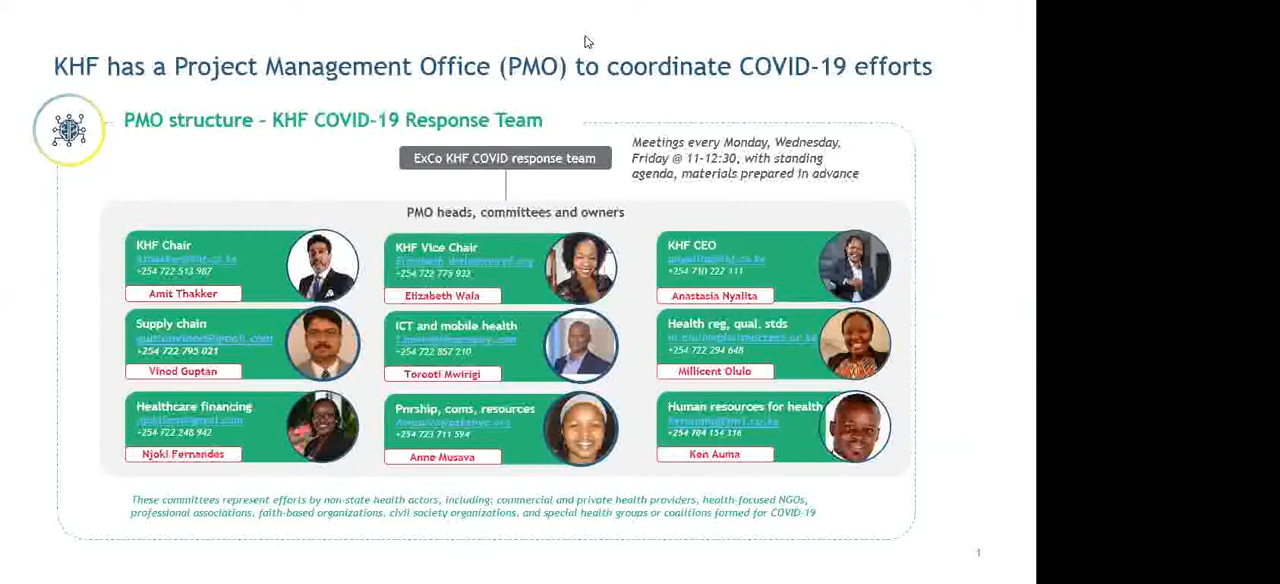 KHF has a Project Management Office (PMO) to coordinate COVID-19 efforts
PMO structure - KHF COVID-19 Response Team
Meetings every Monday, Wednesday,
Friday @ 11-12:30, with standing
agenda, materials prepared in advance
ExCo KHF COVID response team
PMO heads, committees and owners
KHF Chair
+254 722 513 987
Amit Thakker
KHF Vice Chair
+254 722 775 932
Elizabeth Wala
KHF CEO
+254 710 222 111
Anastasia Nyalita
Supply chain
+254 722 795 021
Vinod Guptan
ICT and mobile health
+254 722 857 210
Torooti Mwirigi
Health reg, qual, stds
+254 722 294 648
Millicent Olulo
Healthcare financing
+254 722 248 942
Njoki Fernandes
Pnrship, coms, resources
+254 723 711 594
Anne Musava
Human resources for health
+254 704 154 316
Ken Auma
These committees represent efforts by non-state health actors, including: commercial and private health providers, health-focused NGOs,
professional associations, faith-based organizations, civil society organizations, and special health groups or coalitions formed for COVID-19
1